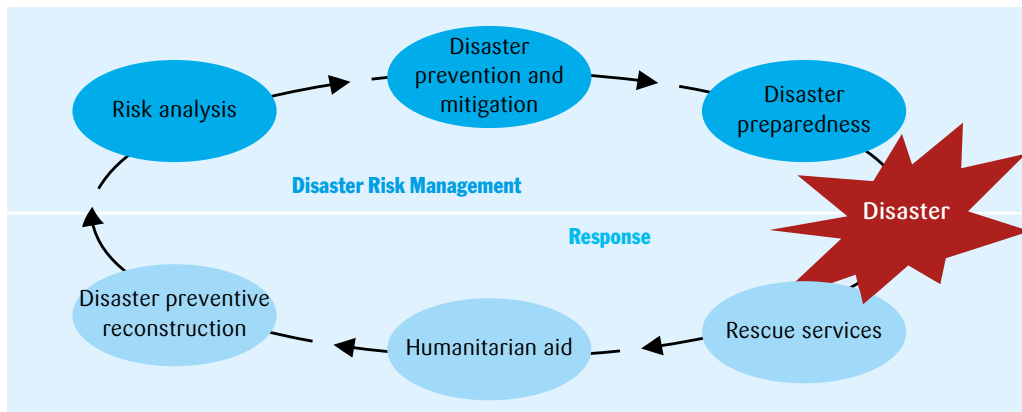 Disaster
prevention and
mitigation
Risk analysis
Disaster
preparedness
Disaster Risk Management
Disaster
Response
Disaster preventive
reconstruction
Humanitarian aid
Rescue services